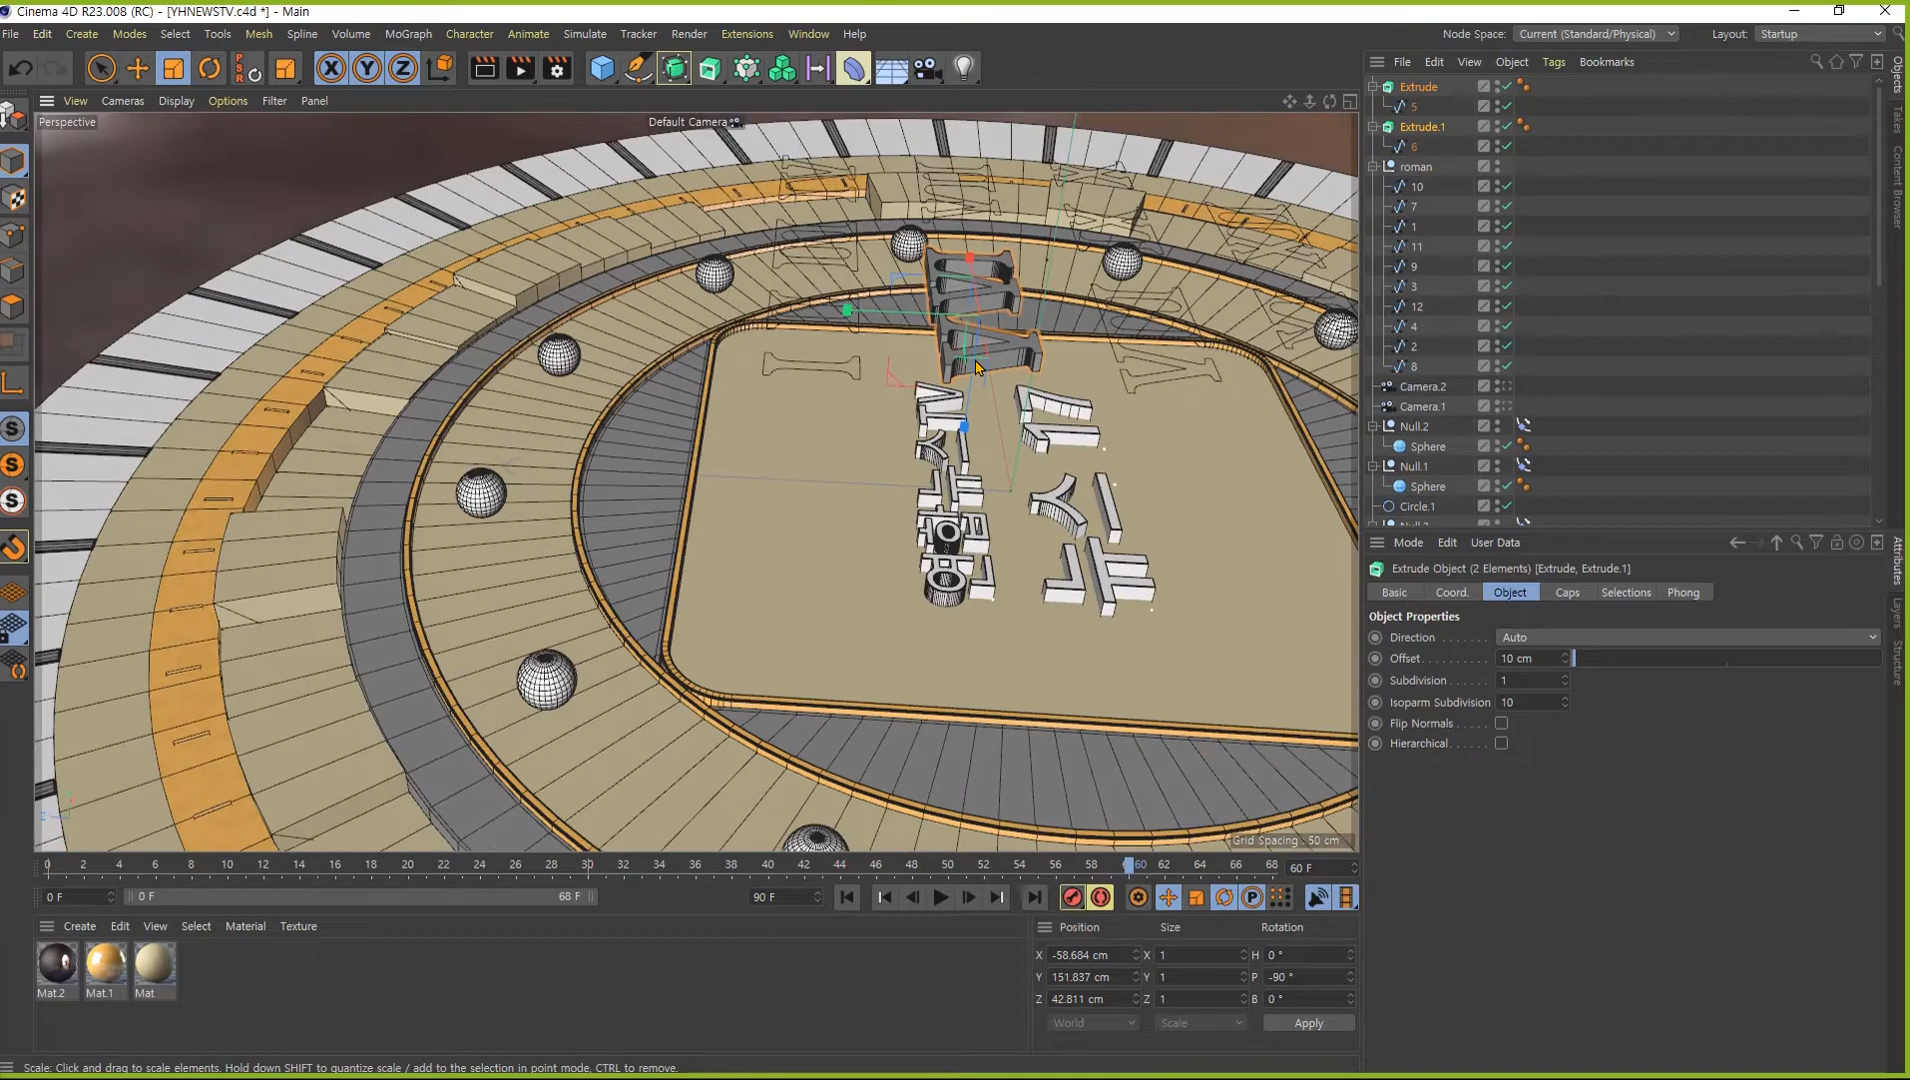 Cinema 4D R23.008 (RC) - [YHNEWSTV.c4d *] - Main
File Edit Create Modes Select Tools Mesh Spline Volume MoGraph Character Animate Simulate Tracker Render Extensions Window Help
Node Space: Current (Standard/Physical) Layout: Startup
File Edit View Object Tags Bookmarks
View Cameras Display Options Filter Panel
Perspective
Default Camera
Extrude
5
Extrude.1
6
roman
10
7
1
11
9
3
12
4
2
8
Camera.2
Camera.1
Null.2
Sphere
Null.1
Sphere
Circle.1
Objects
Takes
Content Browser
Mode Edit User Data
Extrude Object (2 Elements) [Extrude, Extrude.1]
Basic Coord. Object Caps Selections Phong
Object Properties
Direction Auto
Offset 10 cm
Subdivision 1
Isoparm Subdivision 10
Flip Normals
Hierarchical
Attributes
Layers
Structure
Grid Spacing : 50 cm
0 2 4 6 8 10 12 14 16 18 20 22 24 26 28 30 32 34 36 38 40 42 44 46 48 50 52 54 56 58 60 62 64 66 68 60 F
0 F 0 F 68 F 90 F
Create Edit View Select Material Texture
Mat.2 Mat.1 Mat
Position Size Rotation
X -58.684 cm X 1 H 0 °
Y 151.837 cm Y 1 P -90 °
Z 42.811 cm Z 1 B 0 °
World Scale Apply
Scale: Click and drag to scale elements. Hold down SHIFT to quantize scale / add to the selection in point mode, CTRL to remove.